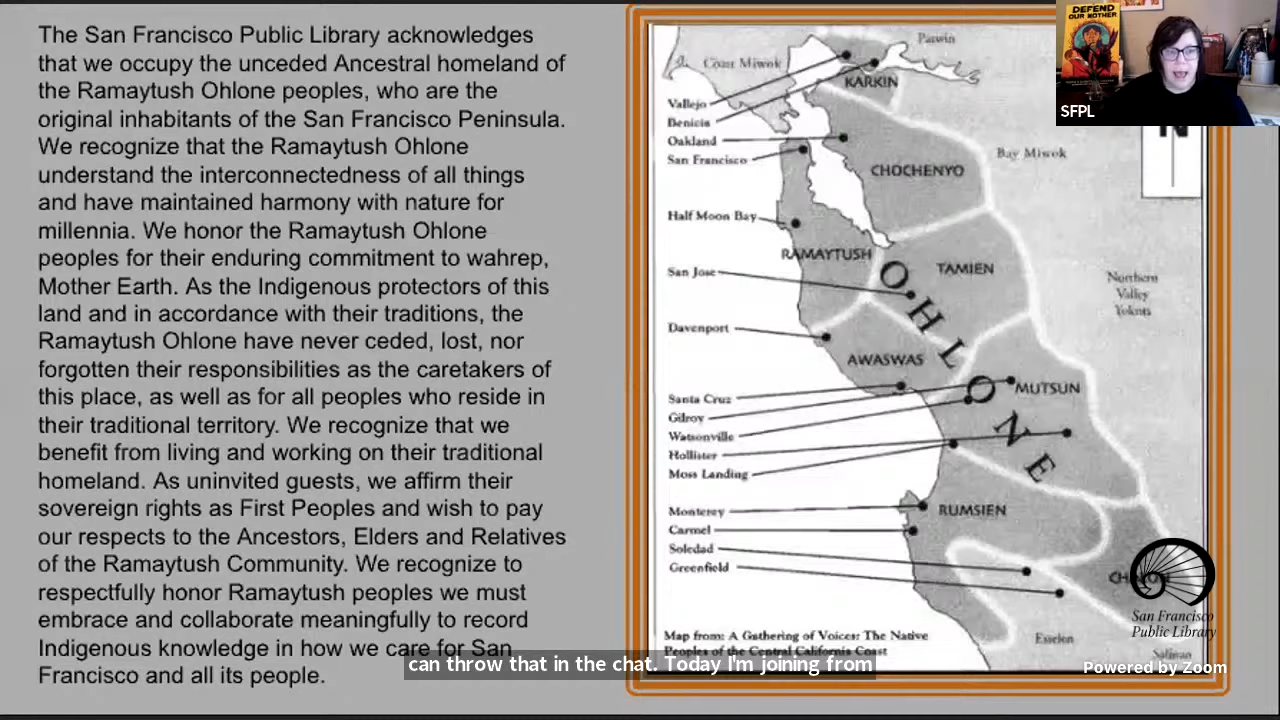 The San Francisco Public Library acknowledges
that we occupy the unceded Ancestral homeland of
the Ramaytush Ohlone peoples, who are the
original inhabitants of the San Francisco Peninsula.
We recognize that the Ramaytush Ohlone
understand the interconnectedness of all things
and have maintained harmony with nature for
millennia. We honor the Ramaytush Ohlone
peoples for their enduring commitment to wahrep,
Mother Earth. As the Indigenous protectors of this
land and in accordance with their traditions, the
Ramaytush Ohlone have never ceded, lost, nor
forgotten their responsibilities as the caretakers of
this place, as well as for all peoples who reside in
their traditional territory. We recognize that we
benefit from living and working on their traditional
homeland. As uninvited guests, we affirm their
sovereign rights as First Peoples and wish to pay
our respects to the Ancestors, Elders and Relatives
of the Ramaytush Community. We recognize to
respectfully honor Ramaytush peoples we must
embrace and collaborate meaningfully to record
Indigenous knowledge in how we care for San
Francisco and all its people.
Patwin
Coast Miwok
KARKIN
Vallejo
Benicia
Oakland
San Francisco
CHOCHENYO
Bay Miwok
N
Half Moon Bay
RAMAYTUSH
TAMIEN
San Jose
Northern
Valley
Yokuts
OHLONE
Davenport
AWASWAS
MUTSUN
Santa Cruz
Gilroy
Watsonville
Hollister
Moss Landing
Monterey
RUMSIEN
Carmel
Soledad
Greenfield
Esselen
Salinan
Map from: A Gathering of Voices: The Native
Peoples of the Central California Coast
San Francisco
Public Library
DEFEND
OUR MOTHER
SFPL
can throw that in the chat. Today I'm joining from
Powered by Zoom